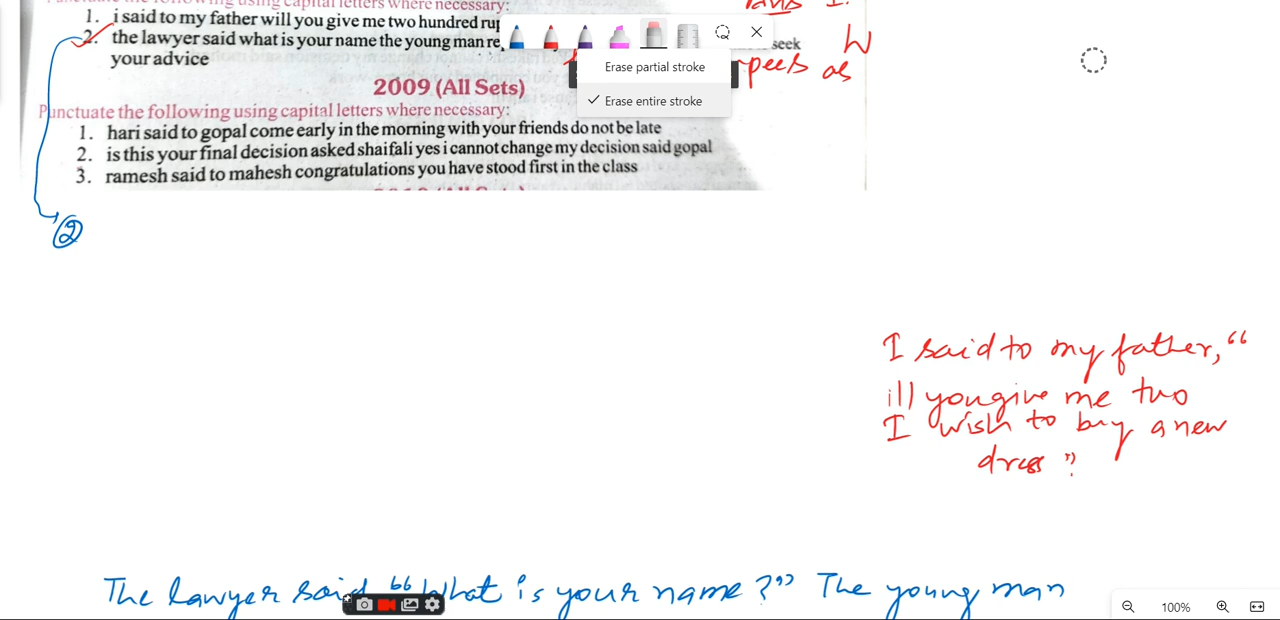 using capital letters where necessary:
1. i said to my father will you give me two hundred
2. the lawyer said what is your name the young man
seek
your advice
W
as
2009 (All Sets)
Punctuate the following using capital letters where necessary:
1. hari said to gopal come early in the morning with your friends do not be late
2. is this your final decision asked shaifali yes i cannot change my decision said gopal
3. ramesh said to mahesh congratulations you have stood first in the class
Erase partial stroke
Erase entire stroke
2
I said to my father, “
ill you give me two
I wish to buy a new
dress ?”
The lawyer said “What is your name?” The young man
100%